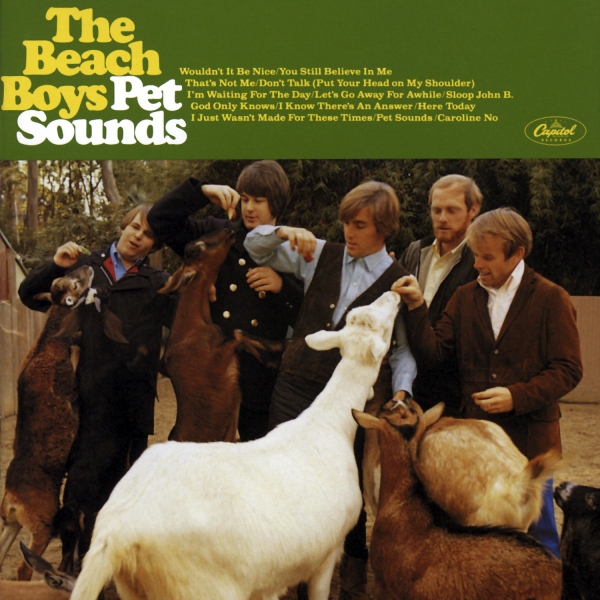 The
Beach
Boys Pet
Sounds
Wouldn't It Be Nice/You Still Believe In Me
That's Not Me/Don't Talk (Put Your Head on My Shoulder)
I'm Waiting For The Day/Let's Go Away For Awhile/Sloop John B.
God Only Knows/I Know There's An Answer/Here Today
I Just Wasn't Made For These Times/Pet Sounds/Caroline No
Capitol
RECORDS